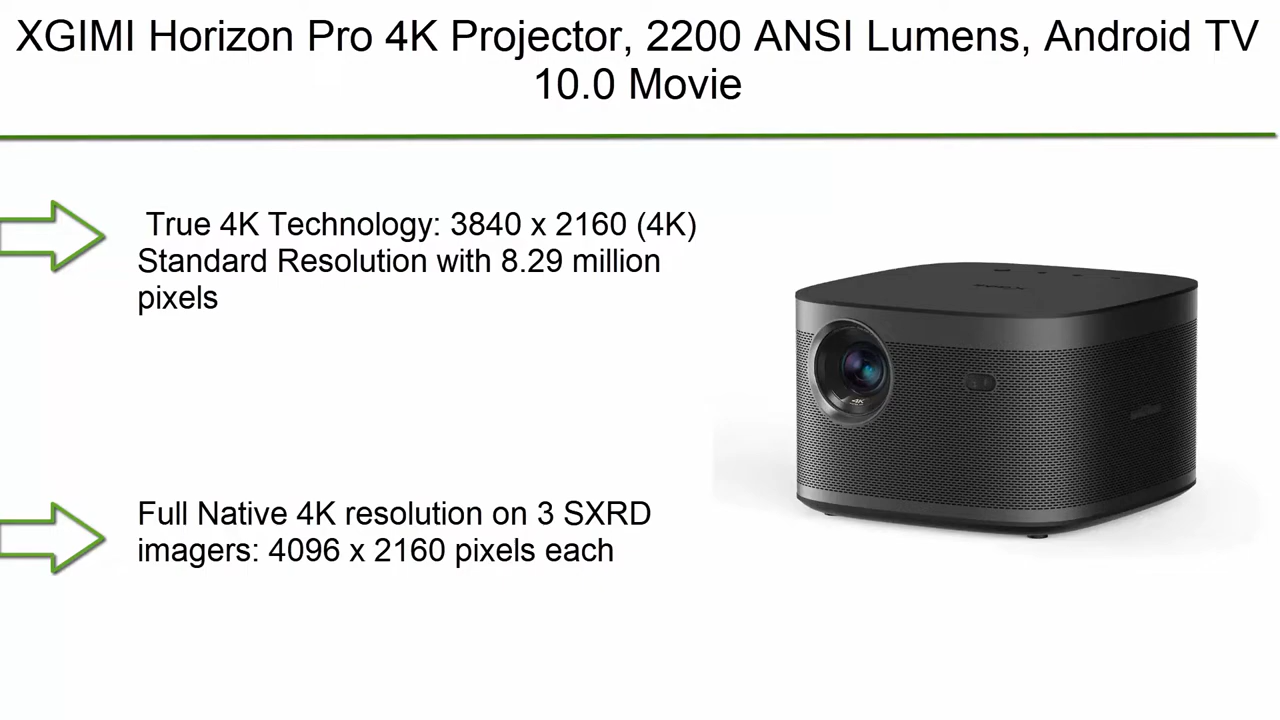 XGIMI Horizon Pro 4K Projector, 2200 ANSI Lumens, Android TV
10.0 Movie
True 4K Technology: 3840 x 2160 (4K)
Standard Resolution with 8.29 million
pixels
4K
Full Native 4K resolution on 3 SXRD
imagers: 4096 x 2160 pixels each